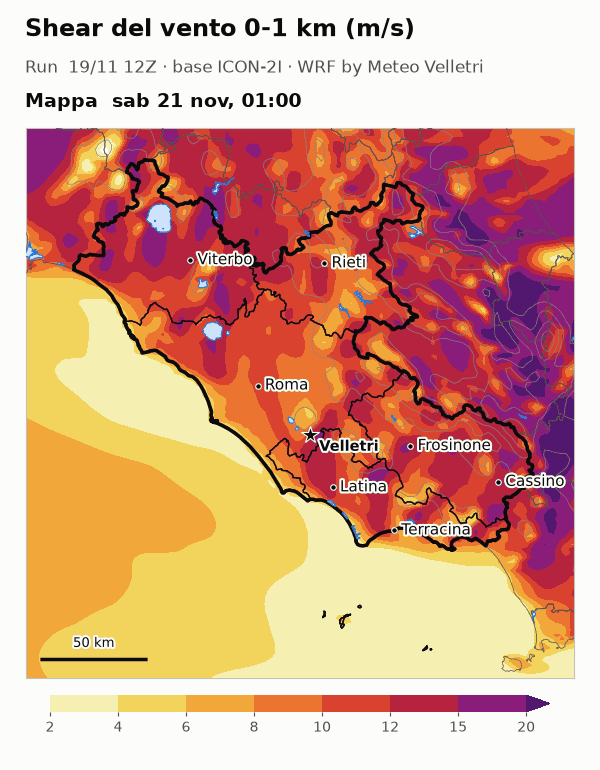 Shear del vento 0-1 km (m/s)
Run  19/11 12Z · base ICON-2I · WRF by Meteo Velletri
Mappa  sab 21 nov, 01:00
Viterbo
Rieti
Roma
Velletri
Frosinone
Cassino
Latina
Terracina
50 km
2 4 6 8 10 12 15 20